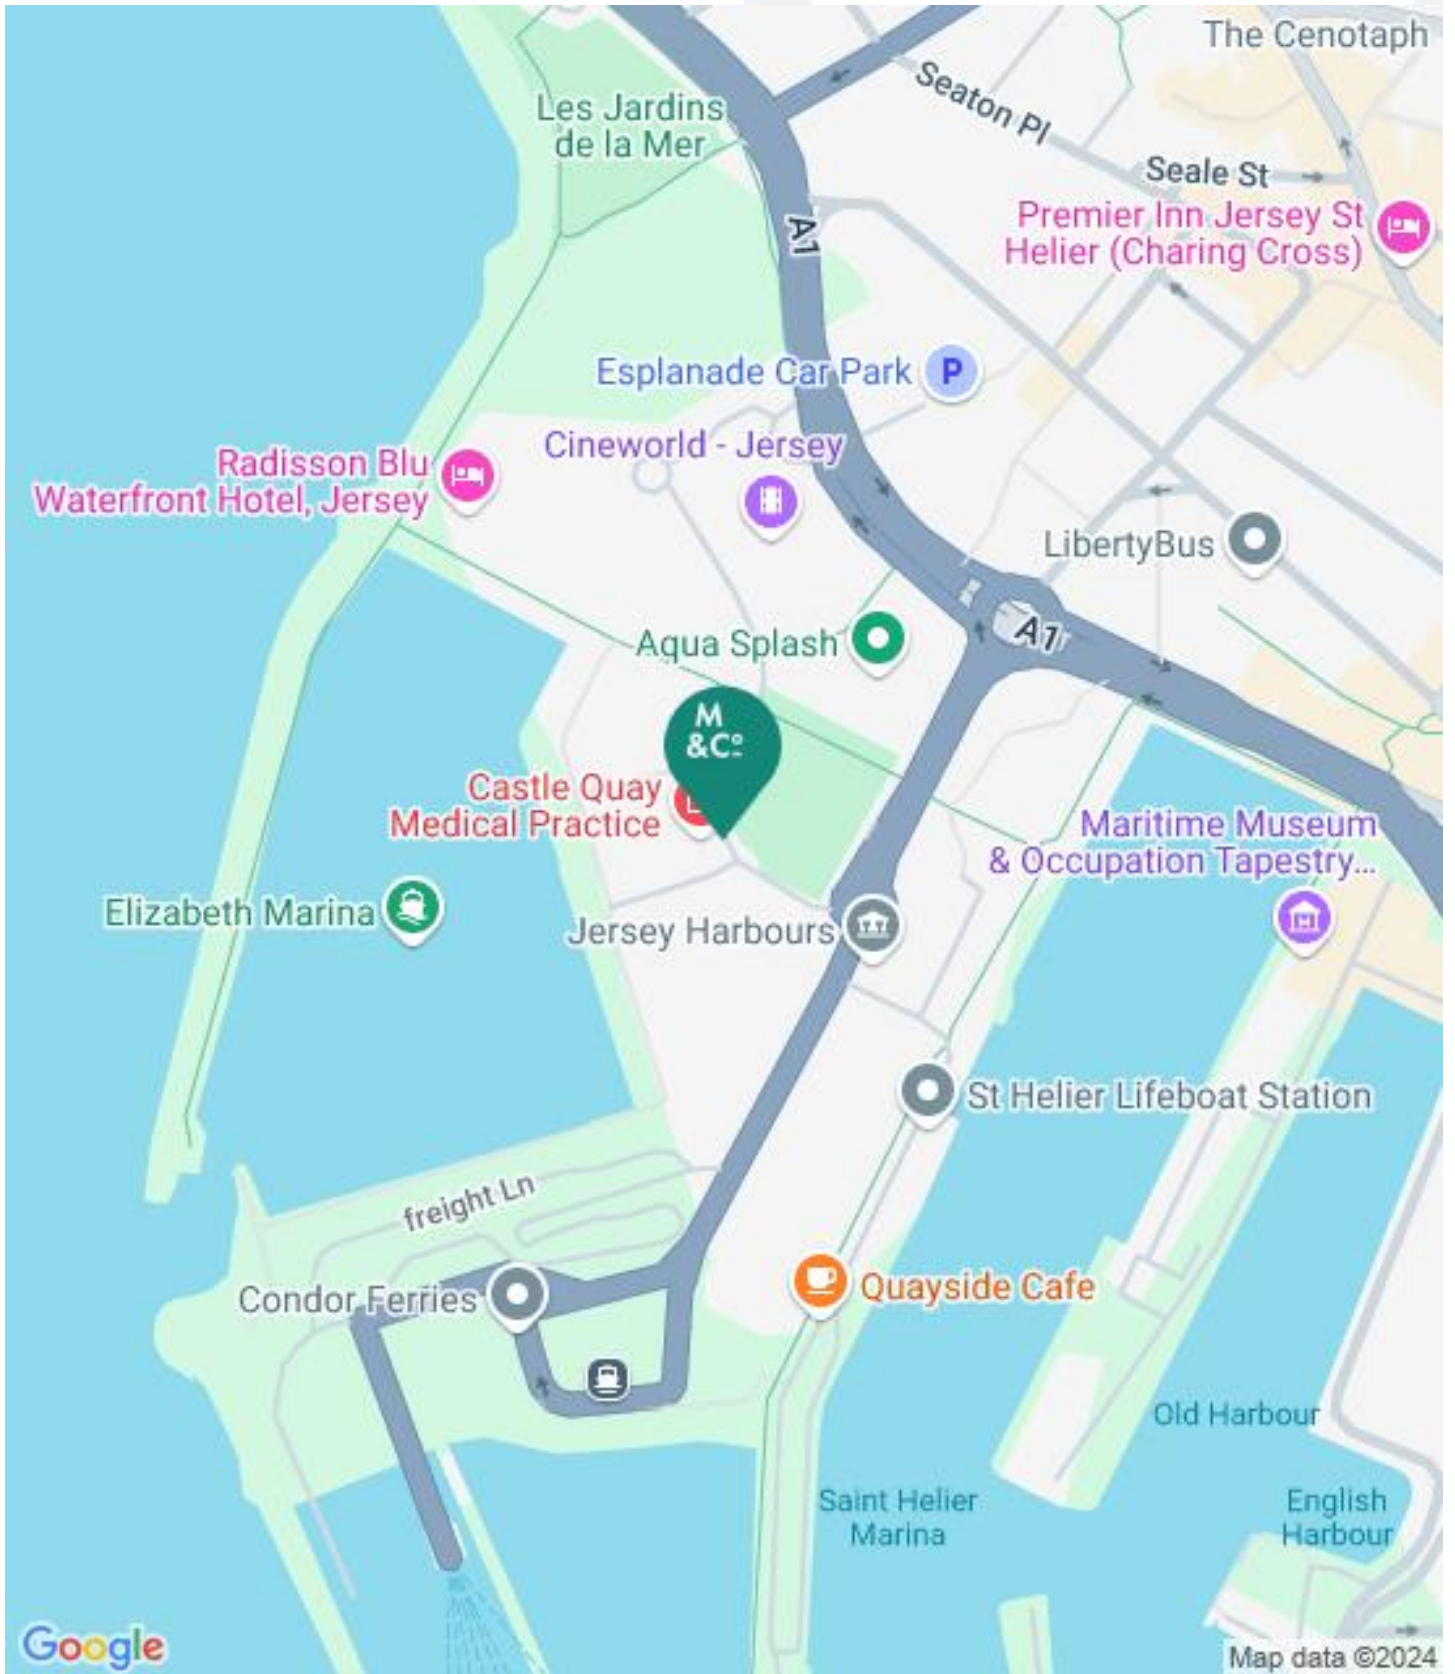 The Cenotaph
Seaton Pl
Les Jardins
de la Mer
Seale St
Premier Inn Jersey St
Helier (Charing Cross)
A1
Esplanade Car Park
P
Cineworld - Jersey
Radisson Blu
Waterfront Hotel, Jersey
LibertyBus
A1
Aqua Splash
M
&Co
Castle Quay
Medical Practice
Maritime Museum
& Occupation Tapestry...
Elizabeth Marina
Jersey Harbours
St Helier Lifeboat Station
freight Ln
Quayside Cafe
Condor Ferries
Old Harbour
Saint Helier
Marina
English
Harbour
Google
Map data ©2024